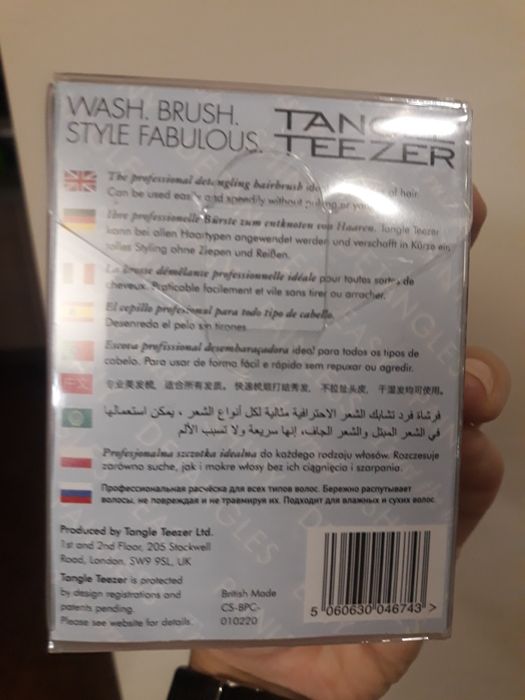 WASH. BRUSH.
STYLE FABULOUS.
TANGLE
TEEZER
The professional detangling hairbrush ideal of hair.
Can be used easily and speedily without pulling or
Ihre professionelle Bürste zum entknoten von Haaren. Tangle Teezer
kann bei allen Haartypen angewendet werden und verschafft in Kürze ein
tolles Styling ohne Ziepen und Reißen.
La brosse démêlante professionnelle idéale pour toutes sortes de
cheveux. Praticable facilement et vite sans tirer ou arracher.
El cepillo profesional para todo tipo de cabello.
Desenreda el pelo sin tirones
Escova profissional desembaraçadora ideal para todos os tipos de
cabelo. Para usar de forma fácil e rápida sem repuxar ou agredir.
中文 专业美发梳，适合所有发质。快速梳顺打结秀发，不拉扯头皮，干湿发均可使用。
فرشاة فرد تشابك الشعر الاحترافية مثالية لكل أنواع الشعر ، يمكن استعمالها
في الشعر المبتل والشعر الجاف، إنها سريعة ولا تسبب الألم
Profesjonalna szczotka idealna do każdego rodzaju włosów. Rozczesuje
zarówno suche, jak i mokre włosy bez ich ciągnięcia i szarpania.
Профессиональная расчёска для всех типов волос. Бережно распутывает
волосы, не повреждая и не травмируя их. Подходит для влажных и сухих волос.
Produced by Tangle Teezer Ltd.
1st and 2nd Floor, 205 Stockwell
Road, London, SW9 9SL, UK
Tangle Teezer is protected
by design registrations and
patents pending.
Please see website for details.
British Made
CS-BPC-
010220
5 060630 046743 >